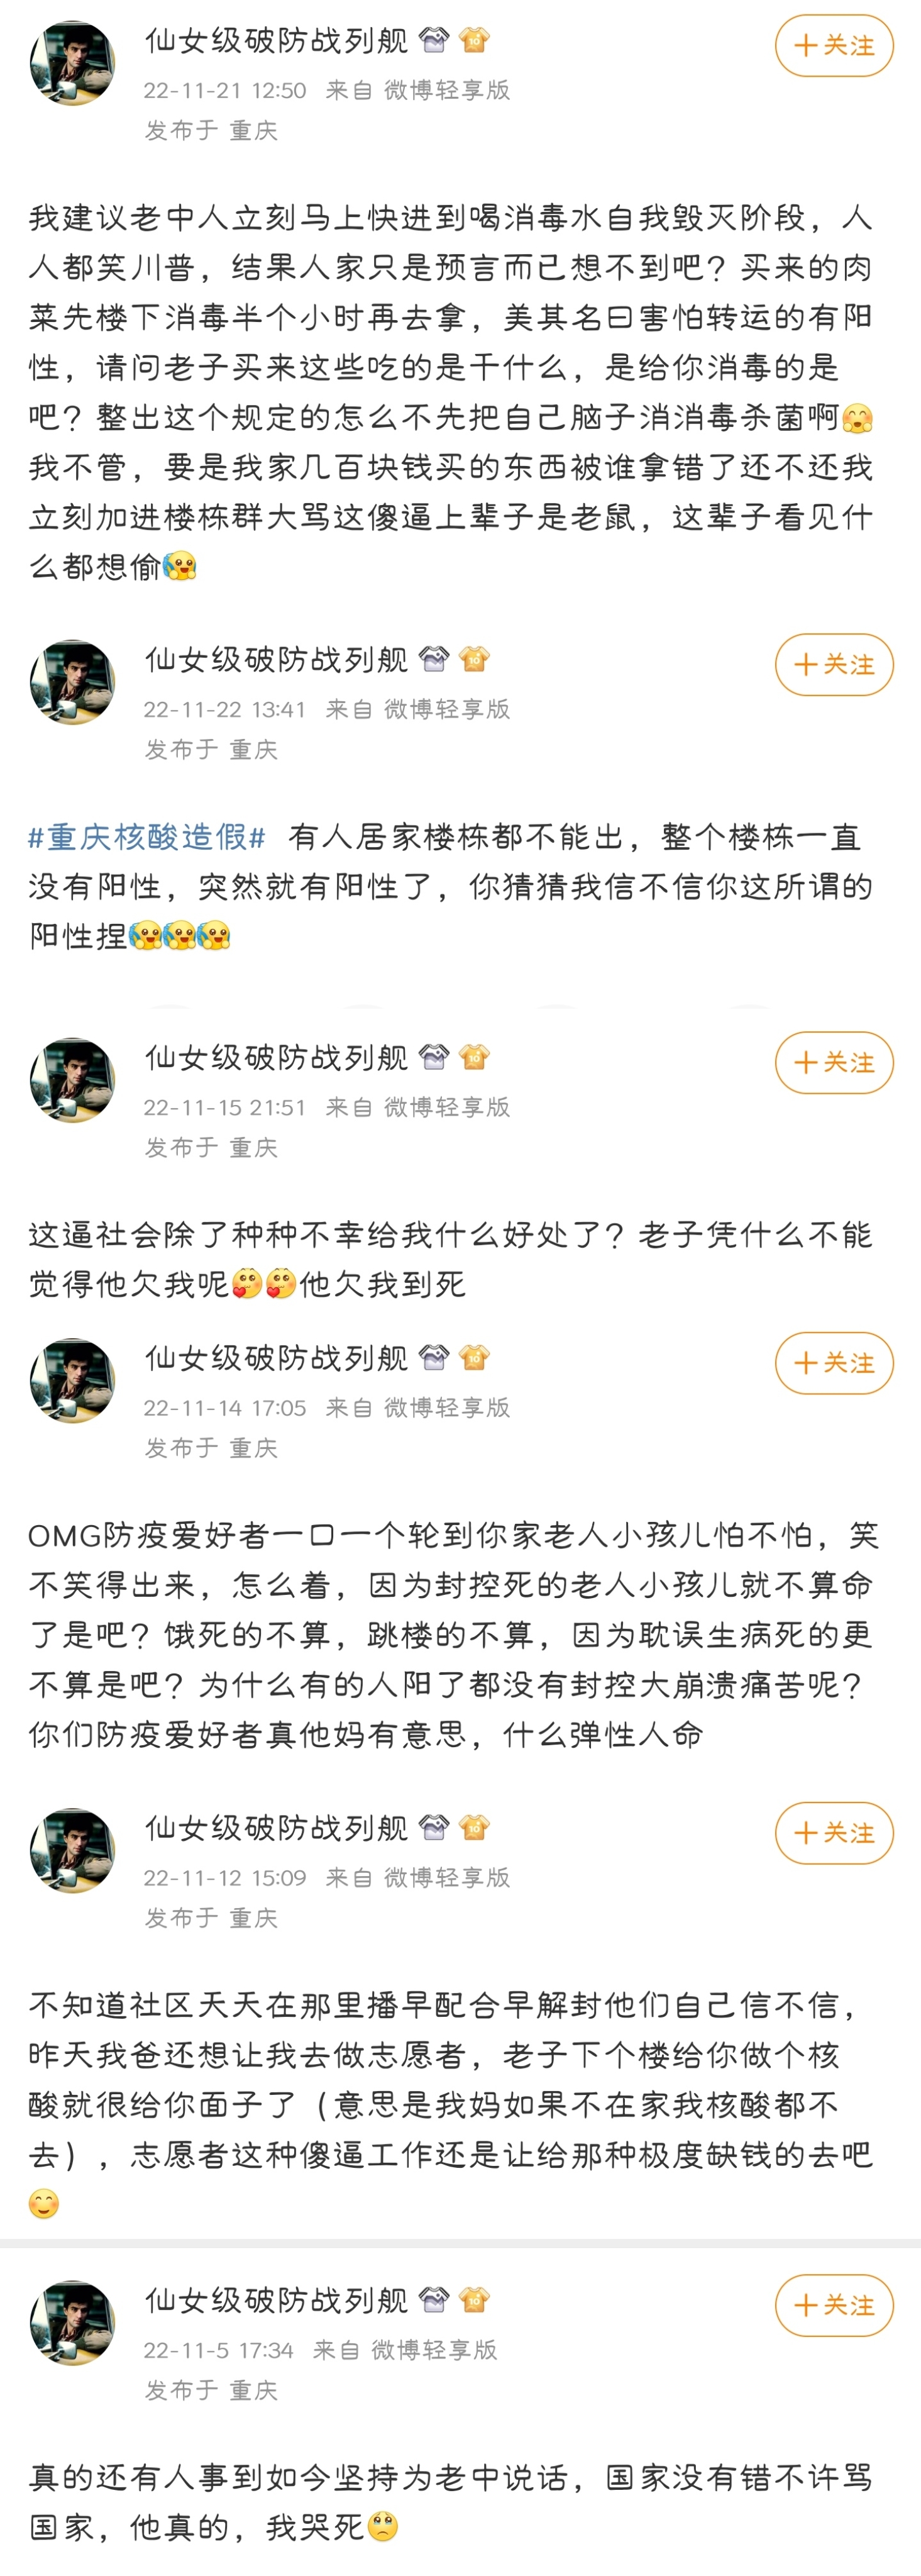 仙女级破防战列舰
+关注
22-11-21 12:50 来自 微博轻享版
发布于 重庆
我建议老中人立刻马上快进到喝消毒水自我毁灭阶段，人
人都笑川普，结果人家只是预言而已想不到吧？买来的肉
菜先楼下消毒半个小时再去拿，美其名曰害怕转运的有阳
性，请问老子买来这些吃的是干什么，是给你消毒的是
吧？整出这个规定的怎么不先把自己脑子消消毒杀菌啊🤗
我不管，要是我家几百块钱买的东西被谁拿错了还不还我
立刻加进楼栋群大骂这傻逼上辈子是老鼠，这辈子看见什
么都想偷
仙女级破防战列舰
+关注
22-11-22 13:41 来自 微博轻享版
发布于 重庆
#重庆核酸造假# 有人居家楼栋都不能出，整个楼栋一直
没有阳性，突然就有阳性了，你猜猜我信不信你这所谓的
阳性捏
仙女级破防战列舰
+关注
22-11-15 21:51 来自 微博轻享版
发布于 重庆
这逼社会除了种种不幸给我什么好处了？老子凭什么不能
觉得他欠我呢他欠我到死
仙女级破防战列舰
+关注
22-11-14 17:05 来自 微博轻享版
发布于 重庆
OMG防疫爱好者一口一个轮到你家老人小孩儿怕不怕，笑
不笑得出来，怎么着，因为封控死的老人小孩儿就不算命
了是吧？饿死的不算，跳楼的不算，因为耽误生病死的更
不算是吧？为什么有的人阳了都没有封控大崩溃痛苦呢？
你们防疫爱好者真他妈有意思，什么弹性人命
仙女级破防战列舰
+关注
22-11-12 15:09 来自 微博轻享版
发布于 重庆
不知道社区天天在那里播早配合早解封他们自己信不信，
昨天我爸还想让我去做志愿者，老子下个楼给你做个核
酸就很给你面子了（意思是我妈如果不在家我核酸都不
去），志愿者这种傻逼工作还是让给那种极度缺钱的去吧
😊
仙女级破防战列舰
+关注
22-11-5 17:34 来自 微博轻享版
发布于 重庆
真的还有人事到如今坚持为老中说话，国家没有错不许骂
国家，他真的，我哭死